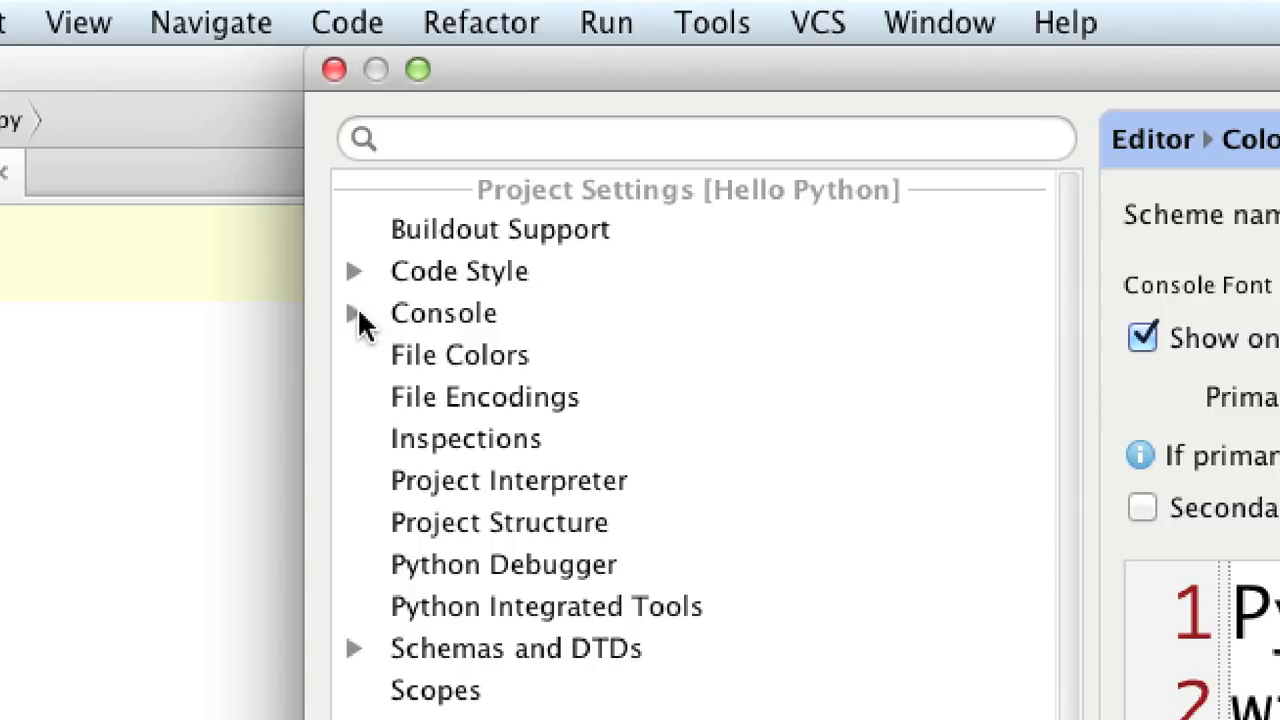 View Navigate Code Refactor Run Tools VCS Window Help
py
Editor Colo
Project Settings [Hello Python]
Buildout Support
Code Style
Console
File Colors
File Encodings
Inspections
Project Interpreter
Project Structure
Python Debugger
Python Integrated Tools
Schemas and DTDs
Scopes
Scheme nam
Console Font
Show on
Prima
If primar
Seconda
1 Py
2